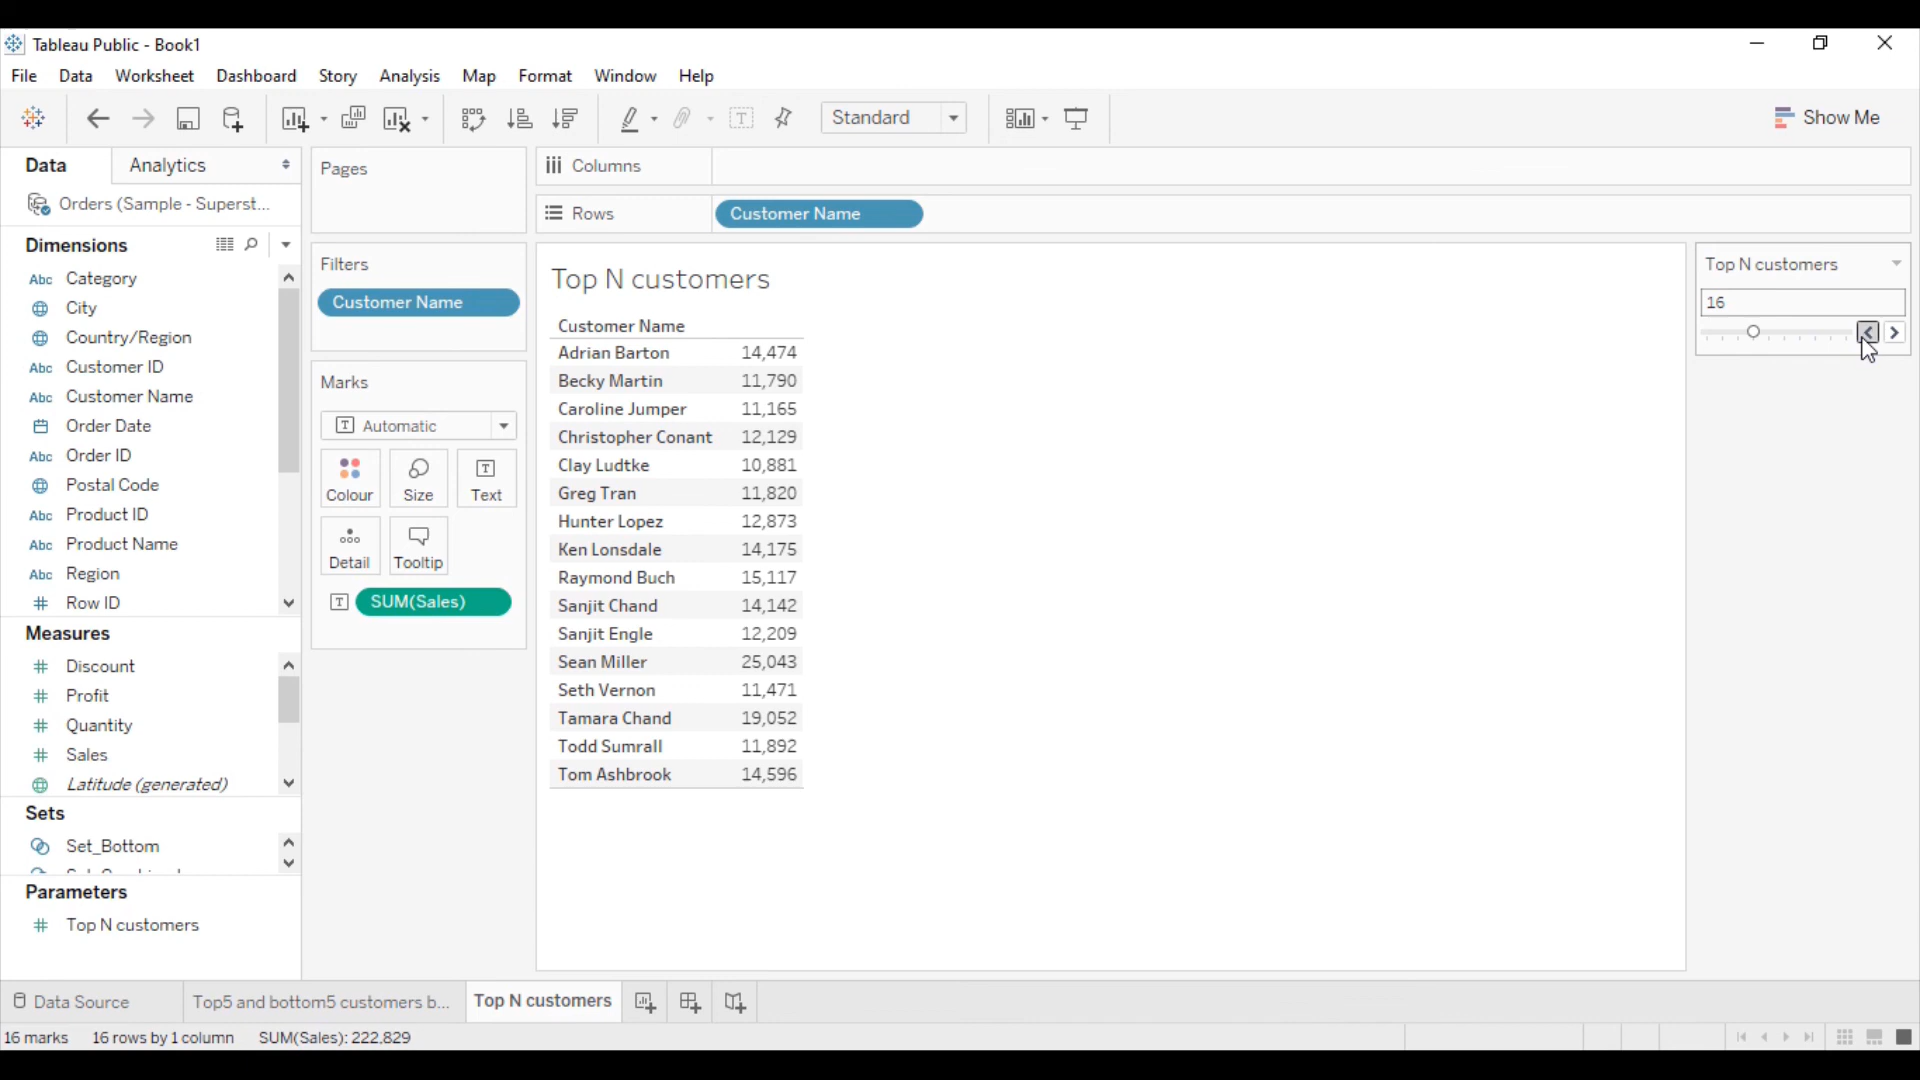 Tableau Public - Book1
File Data Worksheet Dashboard Story Analysis Map Format Window Help
Standard
Show Me
Data Analytics
Orders (Sample - Superst...
Dimensions
Abc Category
City
Country/Region
Abc Customer ID
Abc Customer Name
Order Date
Abc Order ID
Postal Code
Abc Product ID
Abc Product Name
Abc Region
# Row ID
Measures
# Discount
# Profit
# Quantity
# Sales
Latitude (generated)
Sets
Set_Bottom
Parameters
# Top N customers
Pages
Filters
Customer Name
Marks
T Automatic
Colour Size Text
Detail Tooltip
T SUM(Sales)
Columns
Rows Customer Name
Top N customers
Customer Name
Adrian Barton 14,474
Becky Martin 11,790
Caroline Jumper 11,165
Christopher Conant 12,129
Clay Ludtke 10,881
Greg Tran 11,820
Hunter Lopez 12,873
Ken Lonsdale 14,175
Raymond Buch 15,117
Sanjit Chand 14,142
Sanjit Engle 12,209
Sean Miller 25,043
Seth Vernon 11,471
Tamara Chand 19,052
Todd Sumrall 11,892
Tom Ashbrook 14,596
Top N customers
16
Data Source Top5 and bottom5 customers b... Top N customers
16 marks 16 rows by 1 column SUM(Sales): 222,829